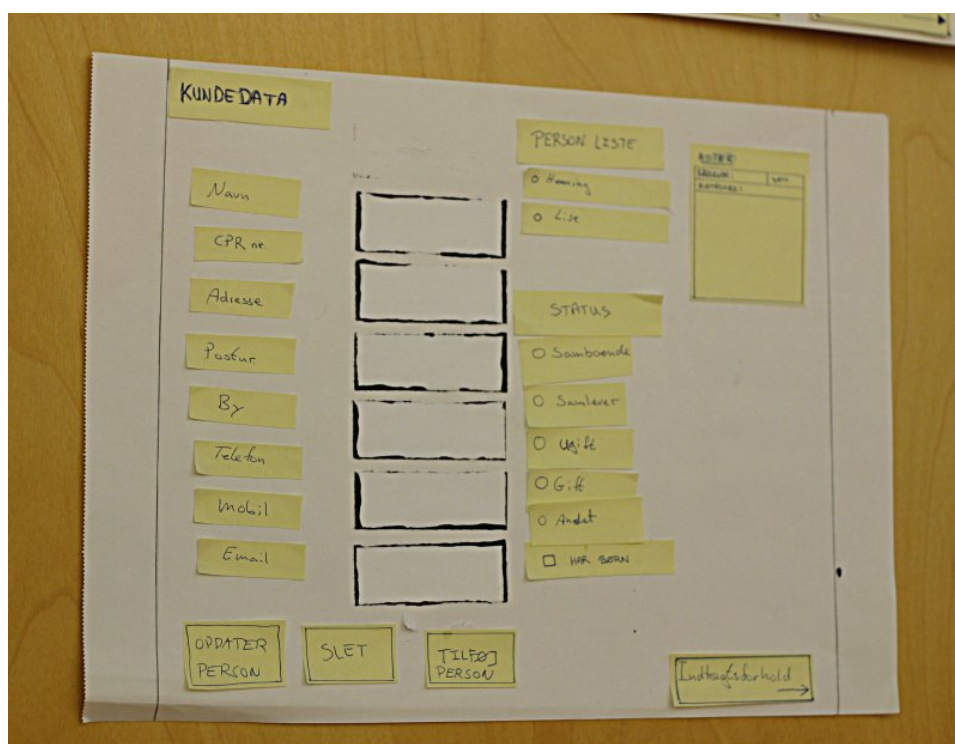 KUNDEDATA
Navn
CPR nr.
Adresse
Postnr.
By
Telefon
Mobil
Email
PERSON LISTE
Henning
Lise
STATUS
Samboende
Samlever
Ugift
Gift
Andet
HAR BØRN
OPDATER
PERSON
SLET
TILFØJ
PERSON
Indtægtsforhold